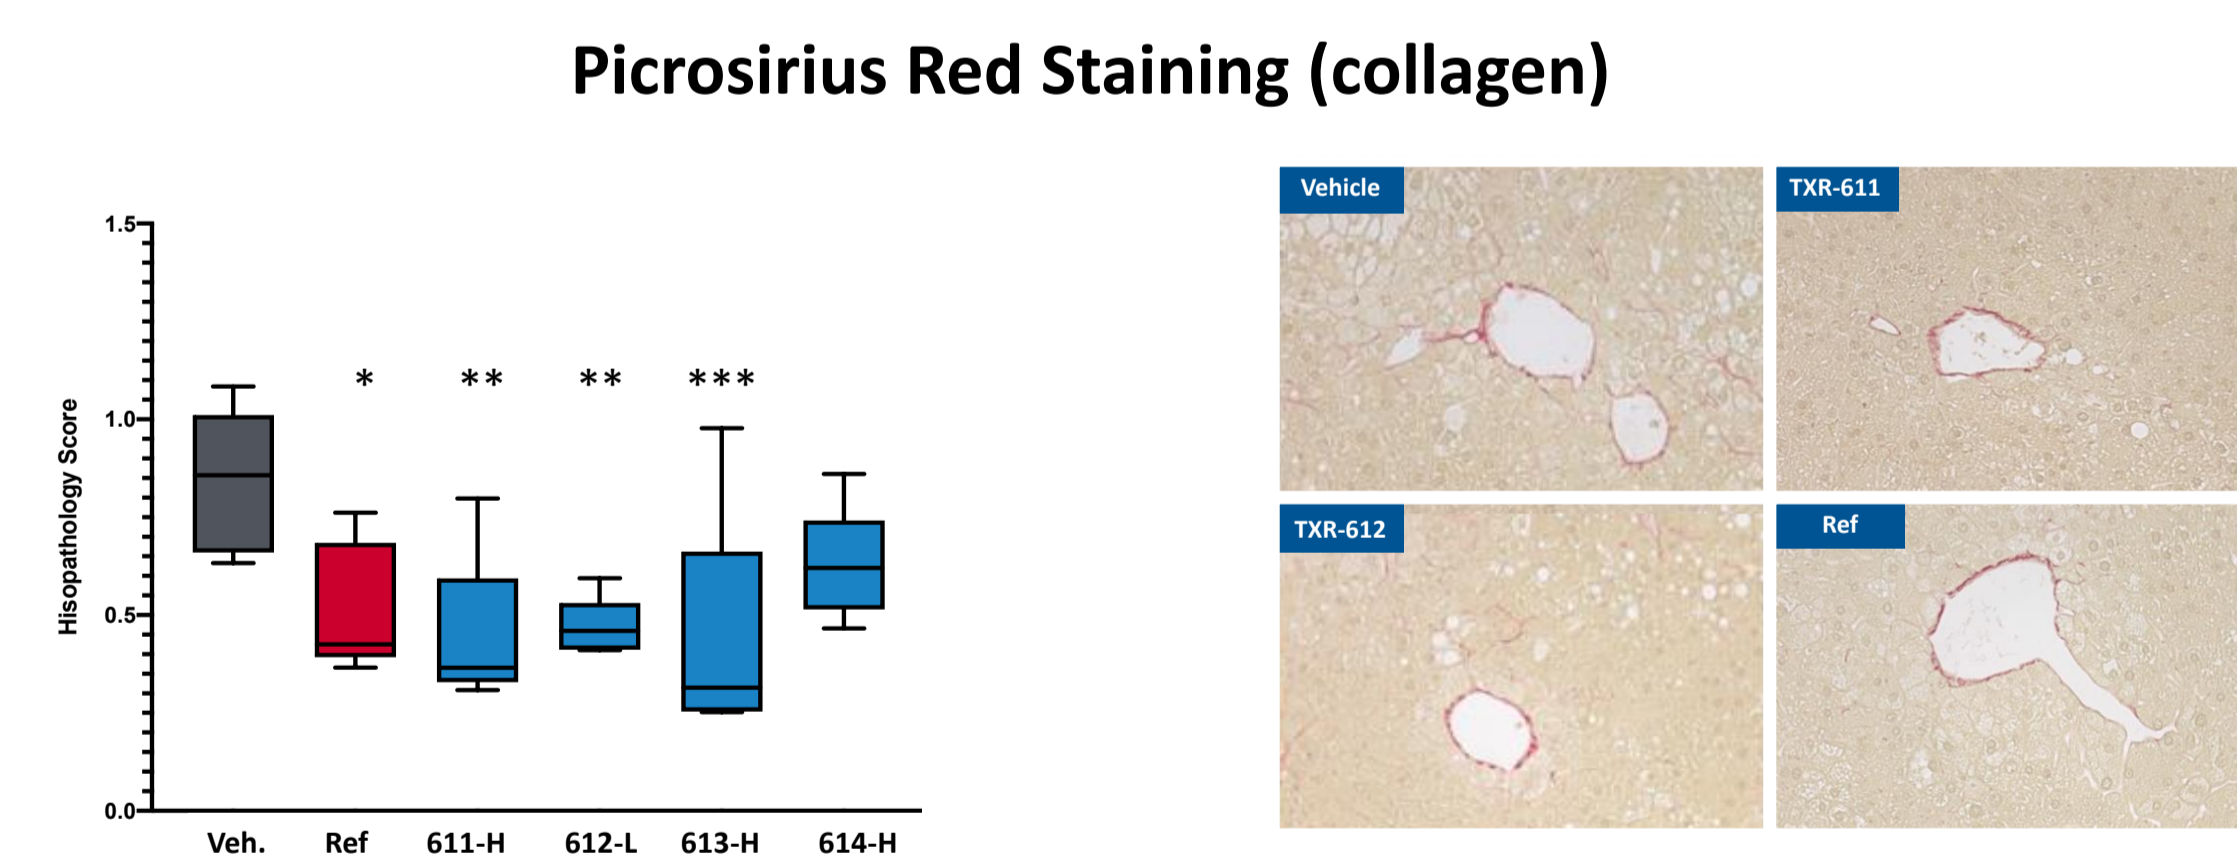 Picrosirius Red Staining (collagen)
Hisopathology Score
1.5
1.0
0.5
0.0
* ** ** ***
Veh. Ref 611-H 612-L 613-H 614-H
Vehicle
TXR-611
TXR-612
Ref